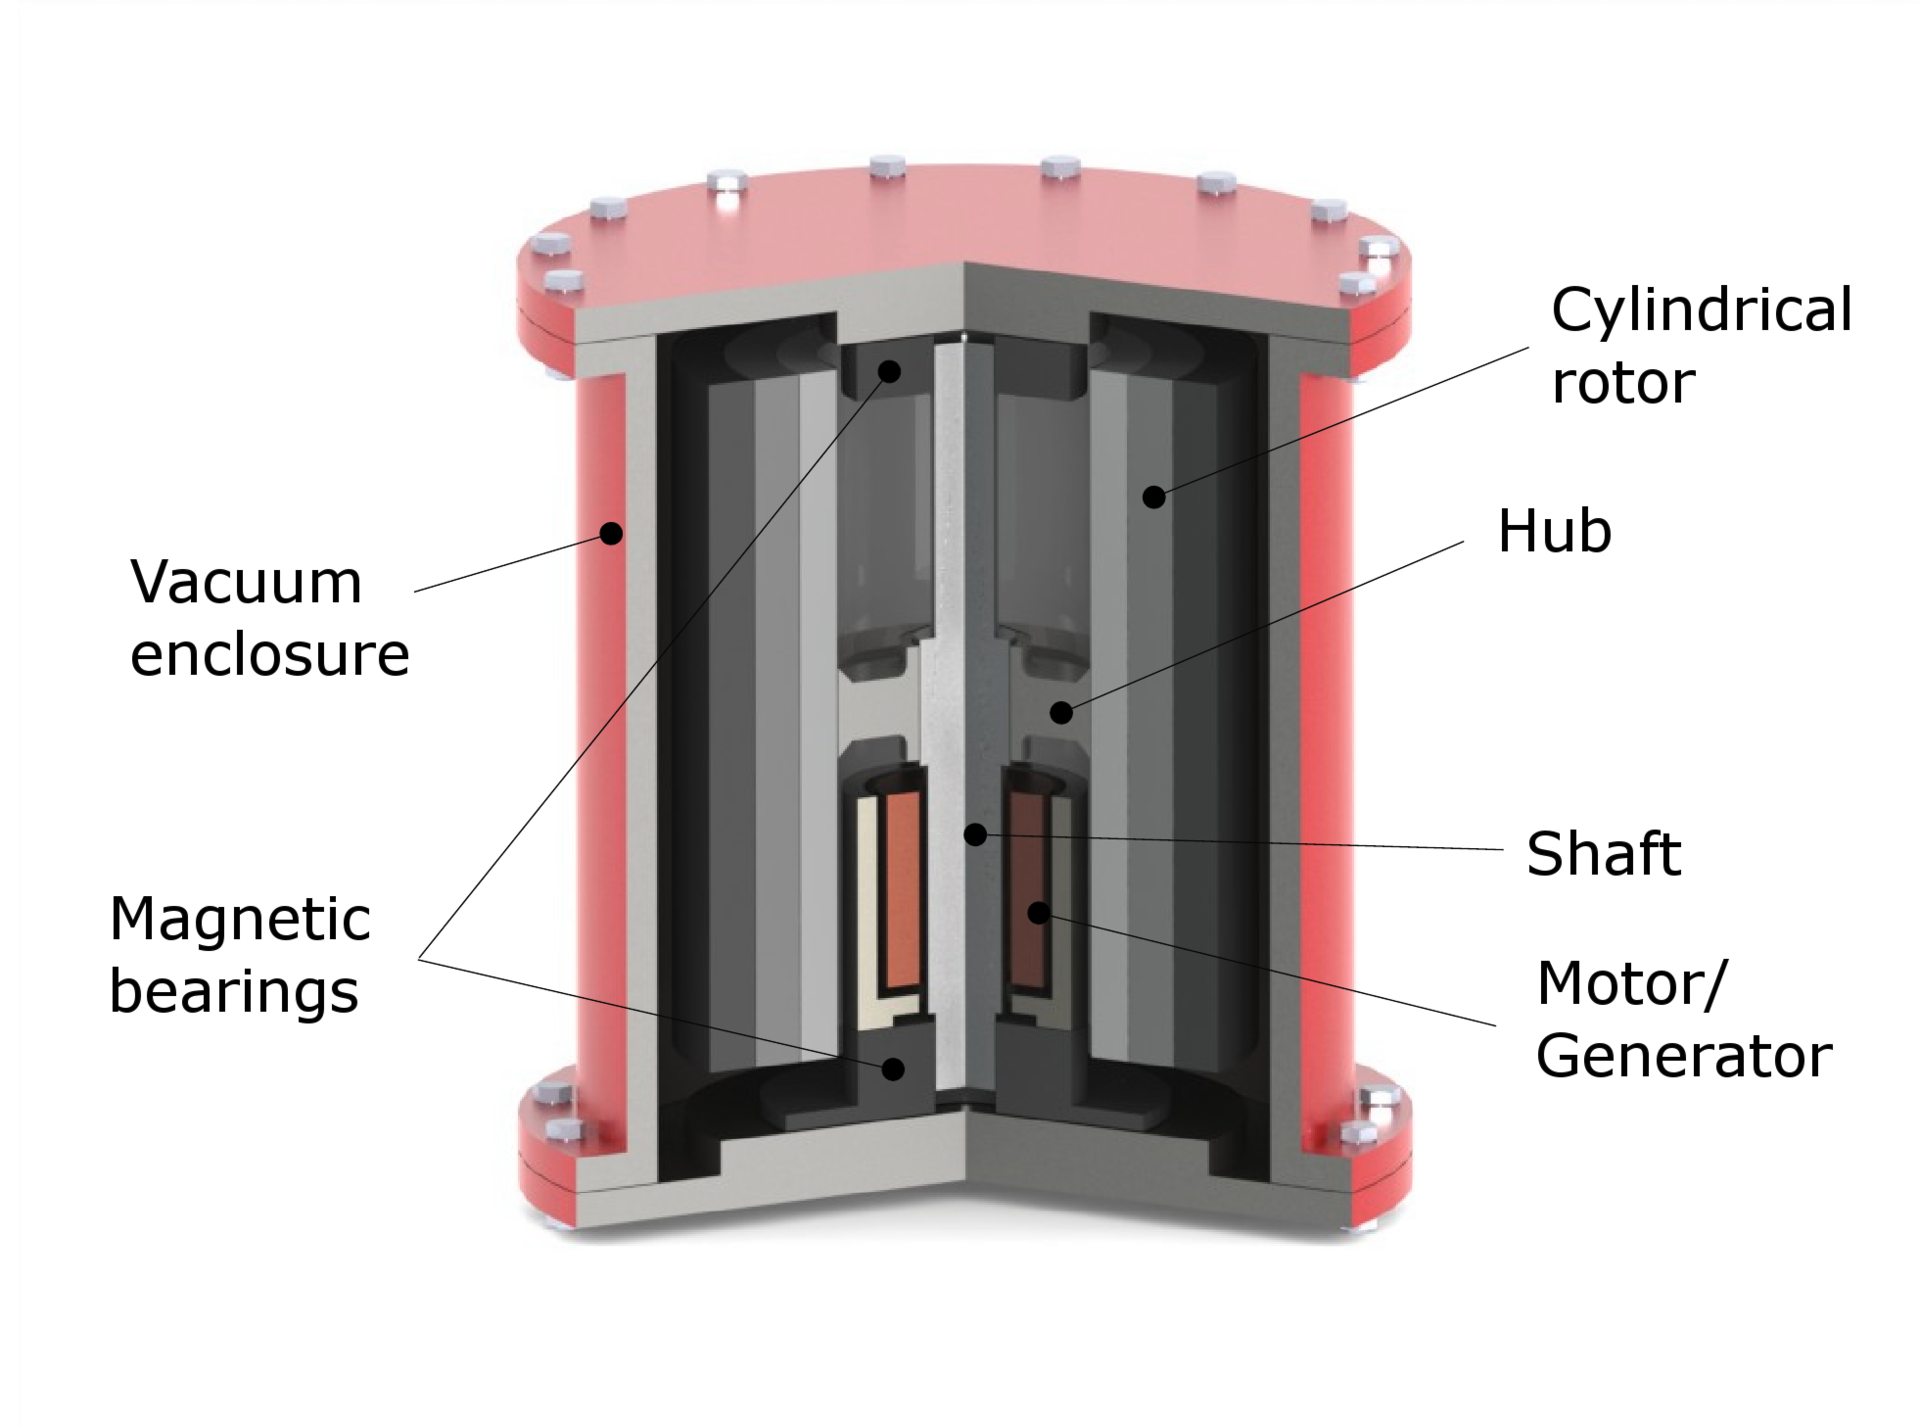 Cylindrical
rotor
Hub
Vacuum
enclosure
Shaft
Magnetic
bearings
Motor/
Generator